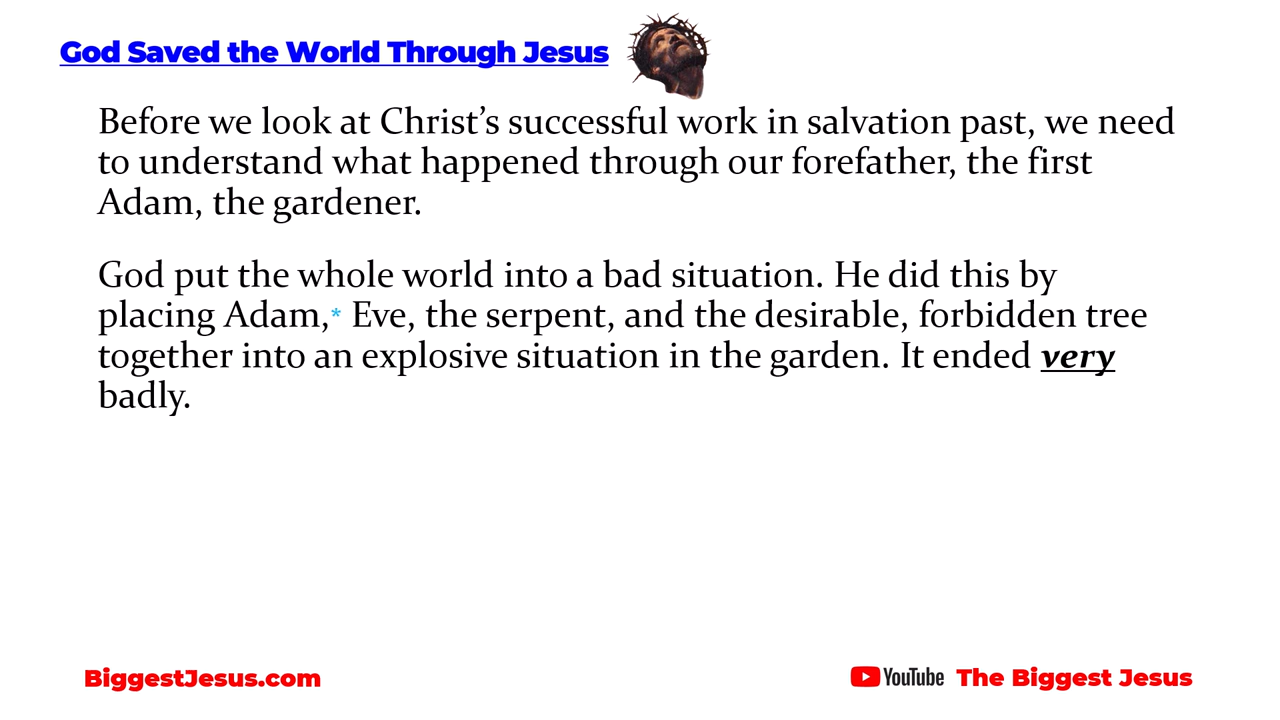 God Saved the World Through Jesus
Before we look at Christ’s successful work in salvation past, we need
to understand what happened through our forefather, the first
Adam, the gardener.
God put the whole world into a bad situation. He did this by
placing Adam,* Eve, the serpent, and the desirable, forbidden tree
together into an explosive situation in the garden. It ended very
badly.
BiggestJesus.com
YouTube The Biggest Jesus